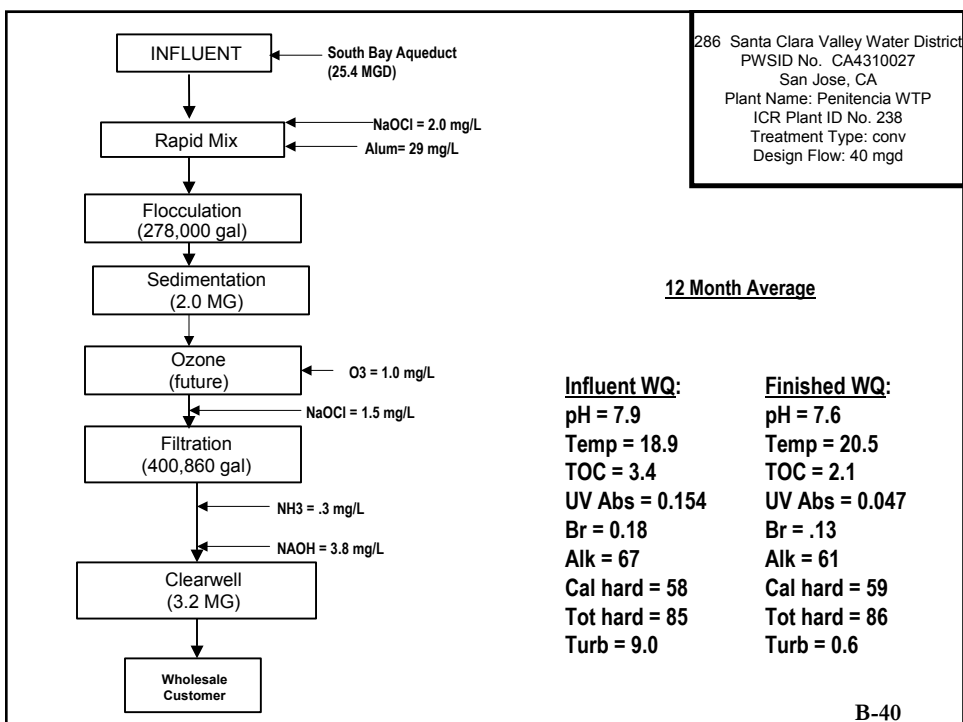 286 Santa Clara Valley Water District
PWSID No. CA4310027
San Jose, CA
Plant Name: Penitencia WTP
ICR Plant ID No. 238
Treatment Type: conv
Design Flow: 40 mgd
INFLUENT
South Bay Aqueduct
(25.4 MGD)
Rapid Mix
NaOCl = 2.0 mg/L
Alum= 29 mg/L
Flocculation
(278,000 gal)
Sedimentation
(2.0 MG)
Ozone
(future)
O3 = 1.0 mg/L
NaOCl = 1.5 mg/L
Filtration
(400,860 gal)
NH3 = .3 mg/L
NAOH = 3.8 mg/L
Clearwell
(3.2 MG)
Wholesale
Customer
12 Month Average
Influent WQ:
pH = 7.9
Temp = 18.9
TOC = 3.4
UV Abs = 0.154
Br = 0.18
Alk = 67
Cal hard = 58
Tot hard = 85
Turb = 9.0
Finished WQ:
pH = 7.6
Temp = 20.5
TOC = 2.1
UV Abs = 0.047
Br = .13
Alk = 61
Cal hard = 59
Tot hard = 86
Turb = 0.6
B-40